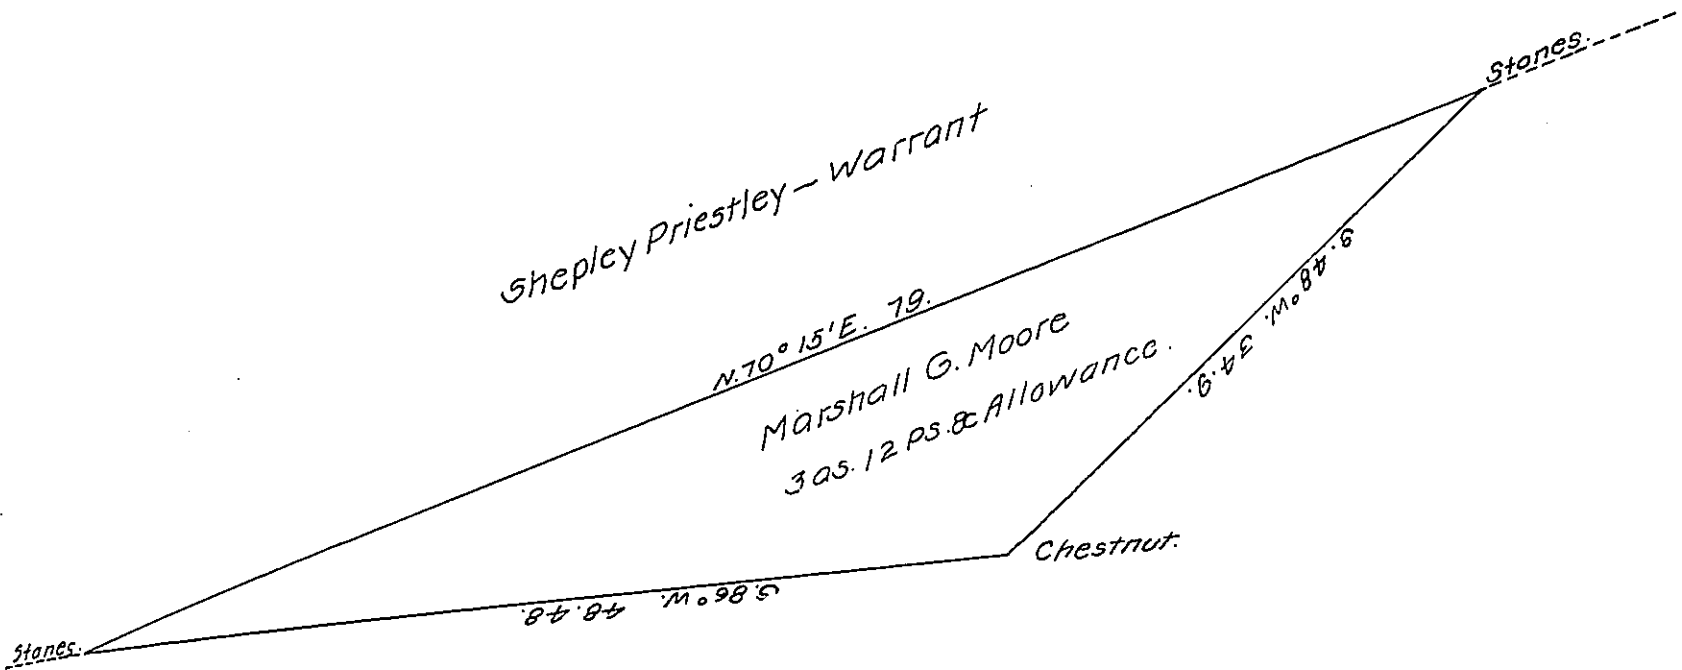 Stones.
Shepley Priestley – Warrant
N. 70° 15' E. 79.
S. 48° W. 34.9.
Marshall G. Moore
3 as. 12 ps. & Allowance.
Chestnut.
S. 86° W. 48.48.
Stones.